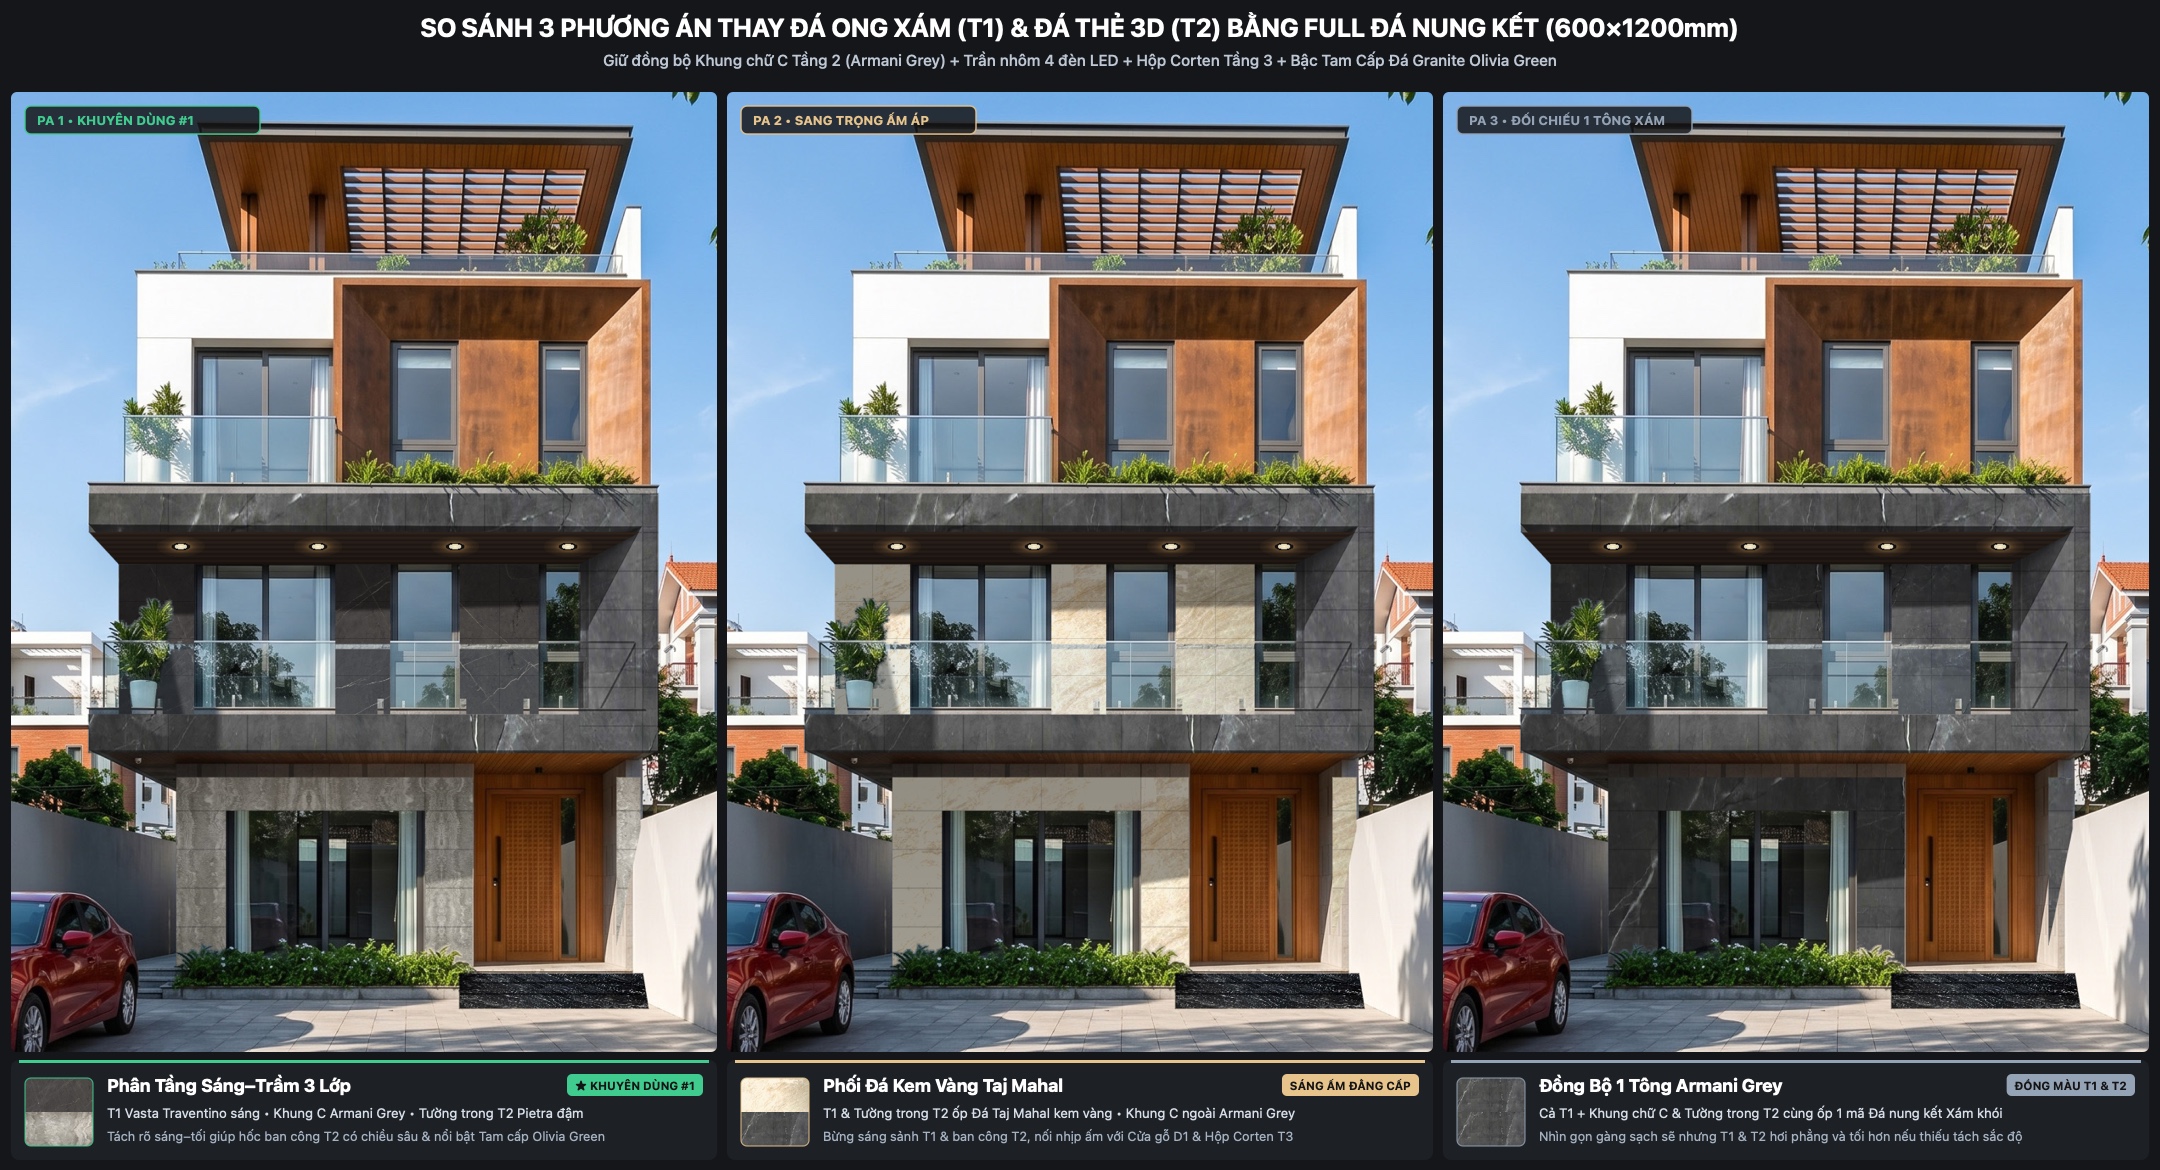 SO SÁNH 3 PHƯƠNG ÁN THAY ĐÁ ONG XÁM (T1) & ĐÁ THẺ 3D (T2) BẰNG FULL ĐÁ NUNG KẾT (600×1200mm)
Giữ đồng bộ Khung chữ C Tầng 2 (Armani Grey) + Trần nhôm 4 đèn LED + Hộp Corten Tầng 3 + Bậc Tam Cấp Đá Granite Olivia Green
PA 1 • KHUYÊN DÙNG #1
PA 2 • SANG TRỌNG ẤM ÁP
PA 3 • ĐỐI CHIẾU 1 TÔNG XÁM
Phân Tầng Sáng–Trầm 3 Lớp
★ KHUYÊN DÙNG #1
T1 Vasta Traventino sáng • Khung C Armani Grey • Tường trong T2 Pietra đậm
Tách rõ sáng–tối giúp hốc ban công T2 có chiều sâu & nổi bật Tam cấp Olivia Green
Phối Đá Kem Vàng Taj Mahal
SÁNG ẤM ĐẲNG CẤP
T1 & Tường trong T2 ốp Đá Taj Mahal kem vàng • Khung C ngoài Armani Grey
Bừng sáng sảnh T1 & ban công T2, nối nhịp ấm với Cửa gỗ D1 & Hộp Corten T3
Đồng Bộ 1 Tông Armani Grey
ĐỒNG MÀU T1 & T2
Cả T1 + Khung chữ C & Tường trong T2 cùng ốp 1 mã Đá nung kết Xám khói
Nhìn gọn gàng sạch sẽ nhưng T1 & T2 hơi phẳng và tối hơn nếu thiếu tách sắc độ